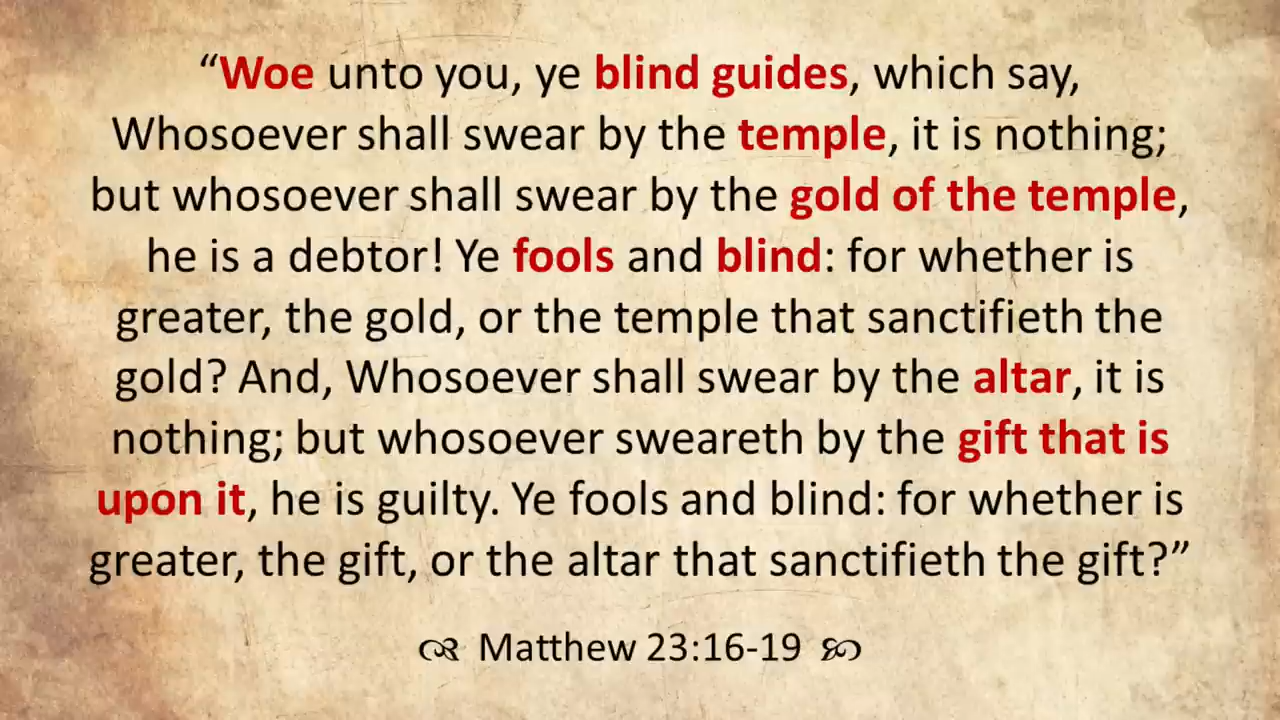 “Woe unto you, ye blind guides, which say,
Whosoever shall swear by the temple, it is nothing;
but whosoever shall swear by the gold of the temple,
he is a debtor! Ye fools and blind: for whether is
greater, the gold, or the temple that sanctifieth the
gold? And, Whosoever shall swear by the altar, it is
nothing; but whosoever sweareth by the gift that is
upon it, he is guilty. Ye fools and blind: for whether is
greater, the gift, or the altar that sanctifieth the gift?”
Matthew 23:16-19